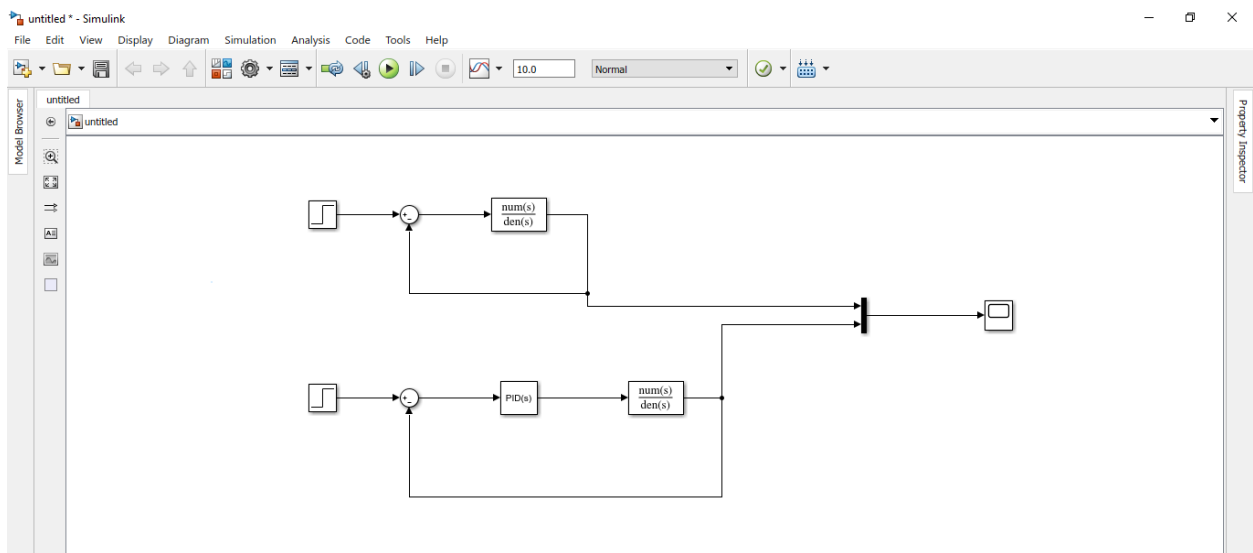 untitled * - Simulink
File Edit View Display Diagram Simulation Analysis Code Tools Help
10.0 Normal
Model Browser
untitled
untitled
Property Inspector
num(s)
den(s)
PID(s)
num(s)
den(s)